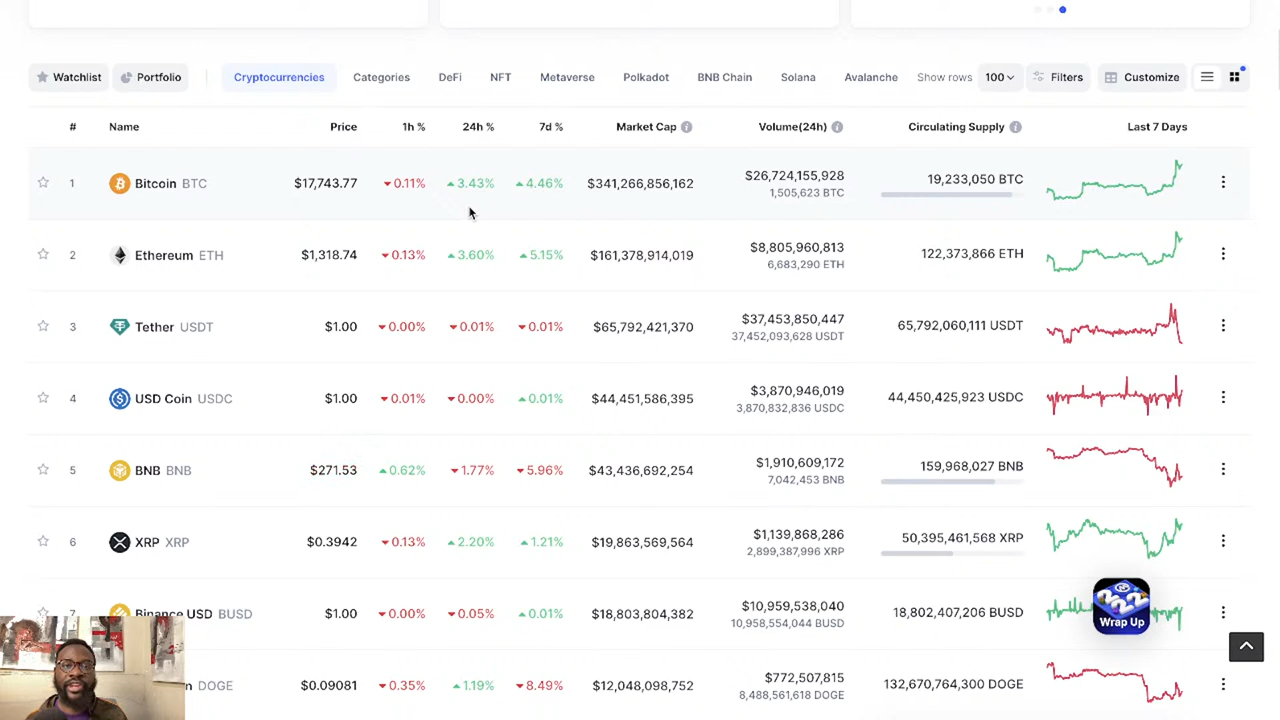 Watchlist Portfolio Cryptocurrencies Categories DeFi NFT Metaverse Polkadot BNB Chain Solana Avalanche Show rows 100 Filters Customize
# Name Price 1h % 24h % 7d % Market Cap Volume(24h) Circulating Supply Last 7 Days
1 Bitcoin BTC $17,743.77 0.11% 3.43% 4.46% $341,266,856,162 $26,724,155,928 19,233,050 BTC
1,505,623 BTC
2 Ethereum ETH $1,318.74 0.13% 3.60% 5.15% $161,378,914,019 $8,805,960,813 122,373,866 ETH
6,683,290 ETH
3 Tether USDT $1.00 0.00% 0.01% 0.01% $65,792,421,370 $37,453,850,447 65,792,060,111 USDT
37,452,093,628 USDT
4 USD Coin USDC $1.00 0.01% 0.00% 0.01% $44,451,586,395 $3,870,946,019 44,450,425,923 USDC
3,870,832,836 USDC
5 BNB BNB $271.53 0.62% 1.77% 5.96% $43,436,692,254 $1,910,609,172 159,968,027 BNB
7,042,453 BNB
6 XRP XRP $0.3942 0.13% 2.20% 1.21% $19,863,569,564 $1,139,868,286 50,395,461,568 XRP
2,899,387,996 XRP
7 Binance USD BUSD $1.00 0.00% 0.05% 0.01% $18,803,804,382 $10,959,538,040 18,802,407,206 BUSD
10,958,554,044 BUSD
2022
Wrap Up
DOGE $0.09081 0.35% 1.19% 8.49% $12,048,098,752 $772,507,815 132,670,764,300 DOGE
8,488,561,618 DOGE